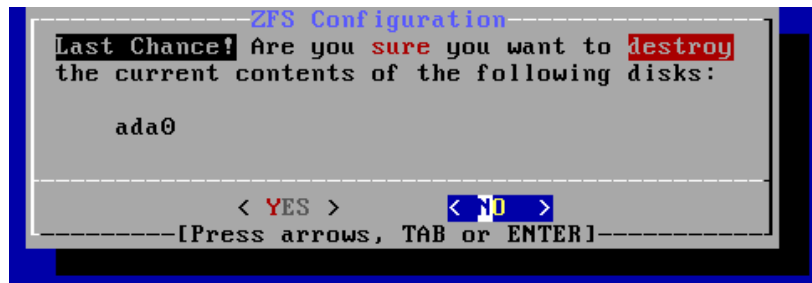 ZFS Configuration
Last Chance! Are you sure you want to destroy
the current contents of the following disks:
ada0
< YES > < NO >
[Press arrows, TAB or ENTER]